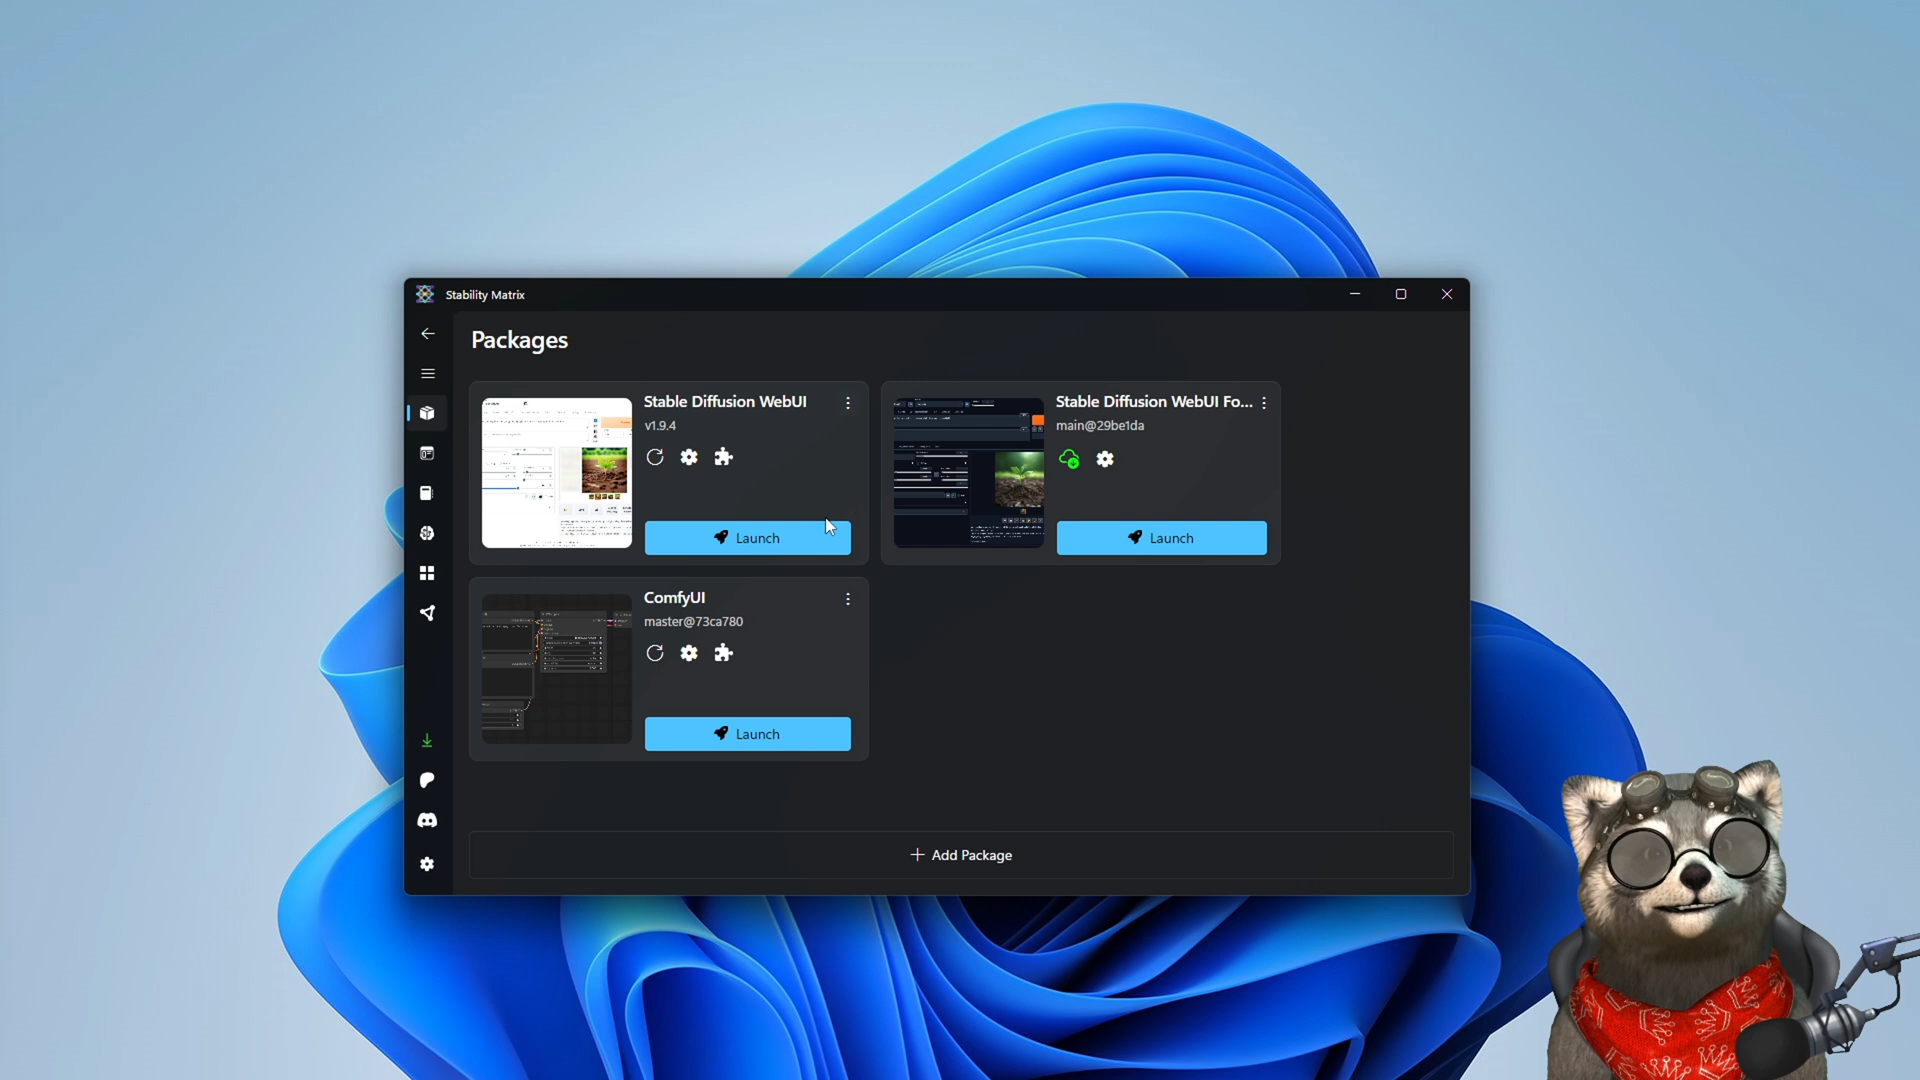 Stability Matrix
Packages
Stable Diffusion WebUI
v1.9.4
Launch
Stable Diffusion WebUI Fo...
main@29be1da
Launch
ComfyUI
master@73ca780
Launch
Add Package